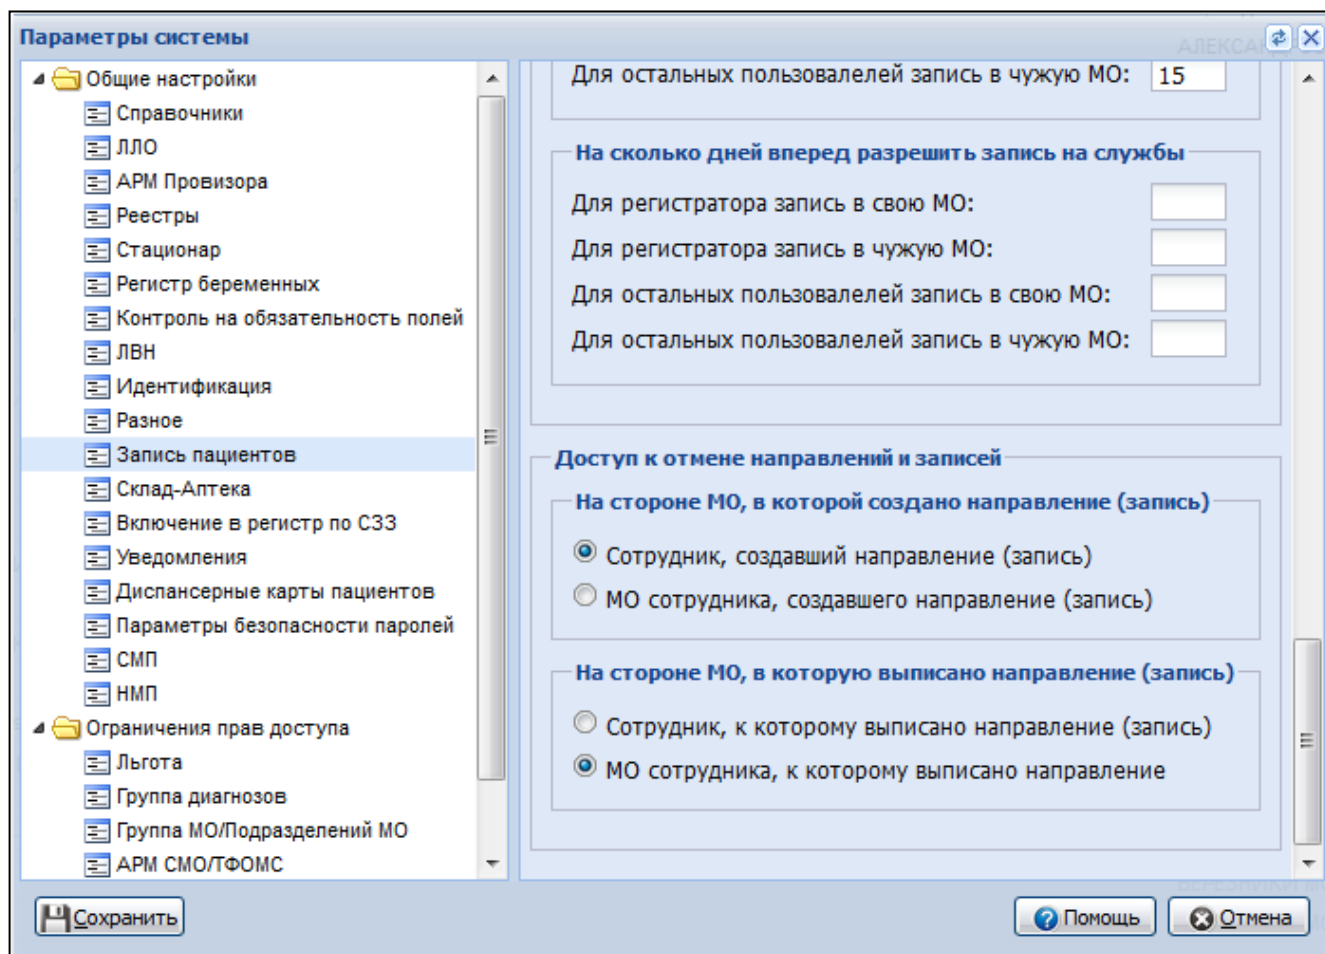 Параметры системы
Общие настройки
Справочники
ЛЛО
АРМ Провизора
Реестры
Стационар
Регистр беременных
Контроль на обязательность полей
ЛВН
Идентификация
Разное
Запись пациентов
Склад-Аптека
Включение в регистр по СЗЗ
Уведомления
Диспансерные карты пациентов
Параметры безопасности паролей
СМП
НМП
Ограничения прав доступа
Льгота
Группа диагнозов
Группа МО/Подразделений МО
АРМ СМО/ТФОМС
Для остальных пользовалелей запись в чужую МО: 15
На сколько дней вперед разрешить запись на службы
Для регистратора запись в свою МО:
Для регистратора запись в чужую МО:
Для остальных пользовалелей запись в свою МО:
Для остальных пользовалелей запись в чужую МО:
Доступ к отмене направлений и записей
На стороне МО, в которой создано направление (запись)
Сотрудник, создавший направление (запись)
МО сотрудника, создавшего направление (запись)
На стороне МО, в которую выписано направление (запись)
Сотрудник, к которому выписано направление (запись)
МО сотрудника, к которому выписано направление
Сохранить
Помощь
Отмена